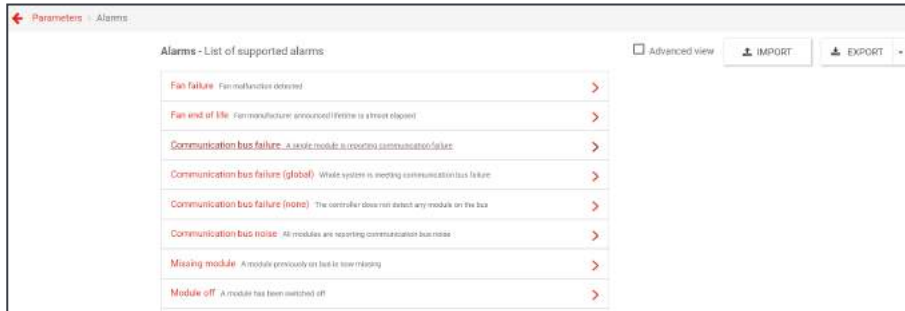 Parameters > Alarms
Alarms - List of supported alarms
Advanced view
IMPORT
EXPORT
Fan failure Fan malfunction detected
Fan end of life Fan manufacturer announced lifetime is almost elapsed
Communication bus failure A single module is reporting communication failure
Communication bus failure (global) Whole system is meeting communication bus failure
Communication bus failure (none) The controller does not detect any module on the bus
Communication bus noise All modules are reporting communication bus noise
Missing module A module previously on bus is now missing
Module off A module has been switched off